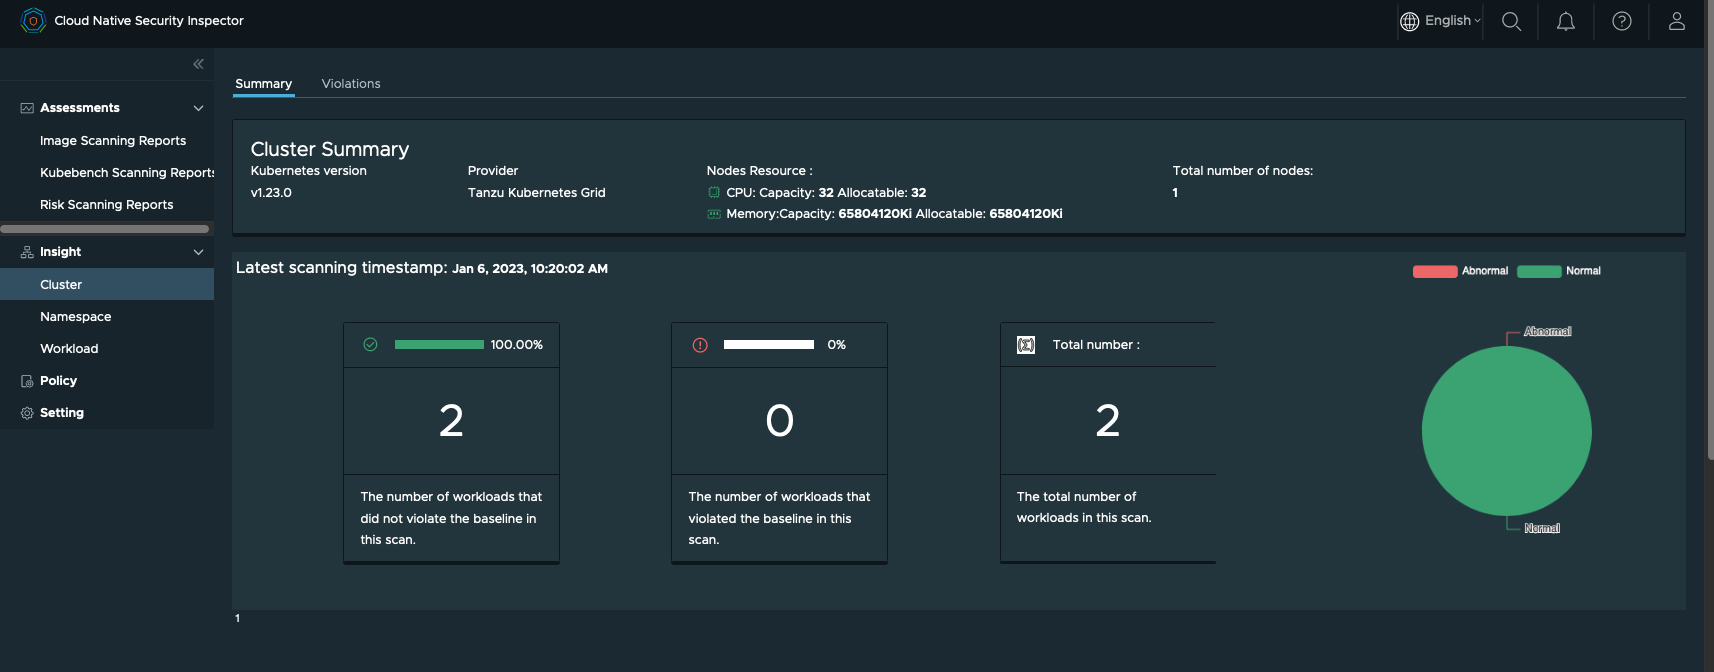 Cloud Native Security Inspector
English
Assessments
Image Scanning Reports
Kubebench Scanning Reports
Risk Scanning Reports
Insight
Cluster
Namespace
Workload
Policy
Setting
Summary
Violations
Cluster Summary
Kubernetes version
v1.23.0
Provider
Tanzu Kubernetes Grid
Nodes Resource :
CPU: Capacity: 32 Allocatable: 32
Memory:Capacity: 65804120Ki Allocatable: 65804120Ki
Total number of nodes:
1
Latest scanning timestamp: Jan 6, 2023, 10:20:02 AM
Abnormal
Normal
100.00%
2
The number of workloads that
did not violate the baseline in
this scan.
0%
0
The number of workloads that
violated the baseline in this
scan.
Total number :
2
The total number of
workloads in this scan.
Abnormal
Normal
1